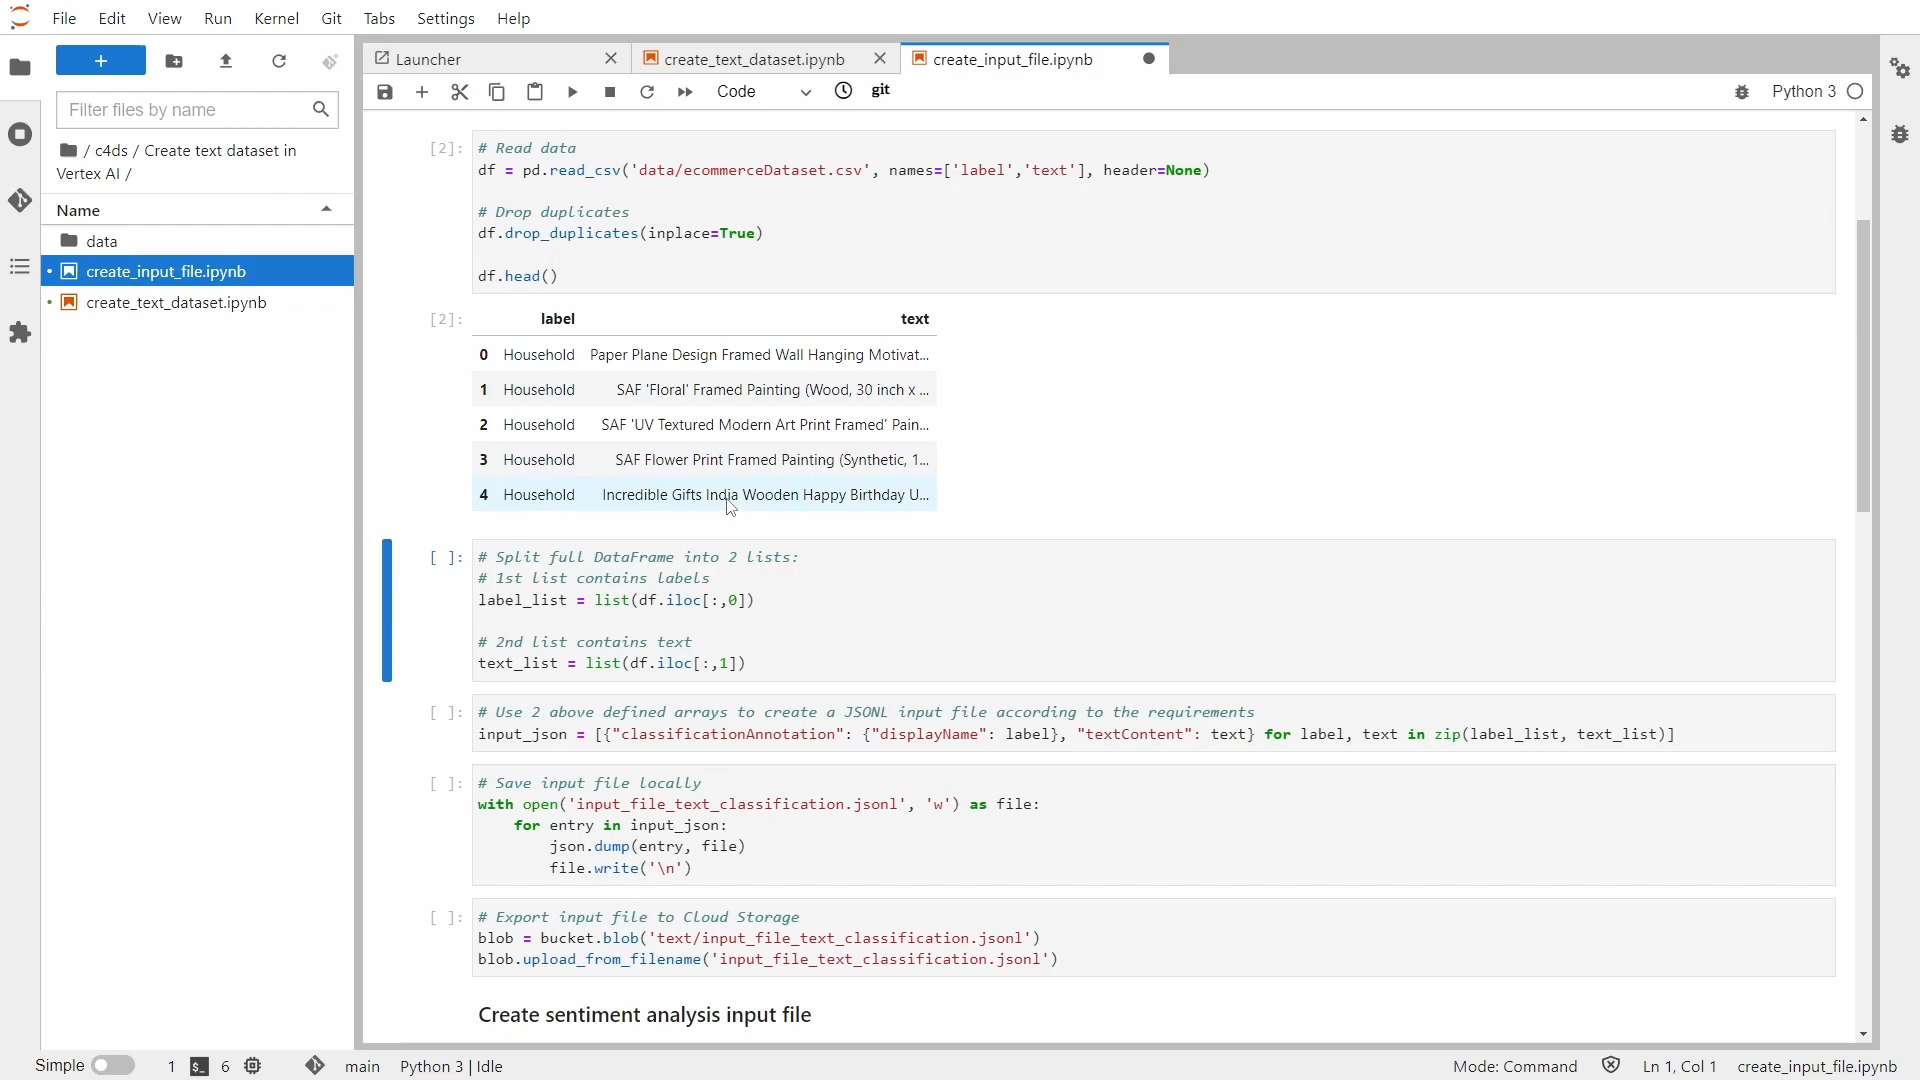 File Edit View Run Kernel Git Tabs Settings Help
+
Filter files by name
/ c4ds / Create text dataset in
Vertex AI /
Name
data
create_input_file.ipynb
create_text_dataset.ipynb
Launcher
create_text_dataset.ipynb
create_input_file.ipynb
Code
git
Python 3
[2]:
# Read data
df = pd.read_csv('data/ecommerceDataset.csv', names=['label','text'], header=None)
# Drop duplicates
df.drop_duplicates(inplace=True)
df.head()
[2]:
label text
0 Household Paper Plane Design Framed Wall Hanging Motivat...
1 Household SAF 'Floral' Framed Painting (Wood, 30 inch x ...
2 Household SAF 'UV Textured Modern Art Print Framed' Pain...
3 Household SAF Flower Print Framed Painting (Synthetic, 1...
4 Household Incredible Gifts India Wooden Happy Birthday U...
[ ]:
# Split full DataFrame into 2 lists:
# 1st list contains labels
label_list = list(df.iloc[:,0])
# 2nd list contains text
text_list = list(df.iloc[:,1])
[ ]:
# Use 2 above defined arrays to create a JSONL input file according to the requirements
input_json = [{"classificationAnnotation": {"displayName": label}, "textContent": text} for label, text in zip(label_list, text_list)]
[ ]:
# Save input file locally
with open('input_file_text_classification.jsonl', 'w') as file:
    for entry in input_json:
        json.dump(entry, file)
        file.write('\n')
[ ]:
# Export input file to Cloud Storage
blob = bucket.blob('text/input_file_text_classification.jsonl')
blob.upload_from_filename('input_file_text_classification.jsonl')
Create sentiment analysis input file
Simple 1 $_ 6 main Python 3 | Idle Mode: Command Ln 1, Col 1 create_input_file.ipynb